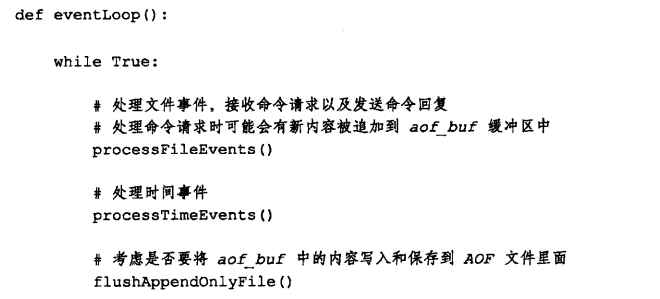 def eventLoop():
while True:
# 处理文件事件，接收命令请求以及发送命令回复
# 处理命令请求时可能会有新内容被追加到 aof_buf 缓冲区中
processFileEvents()
# 处理时间事件
processTimeEvents()
# 考虑是否要将 aof_buf 中的内容写入和保存到 AOF 文件里面
flushAppendOnlyFile()